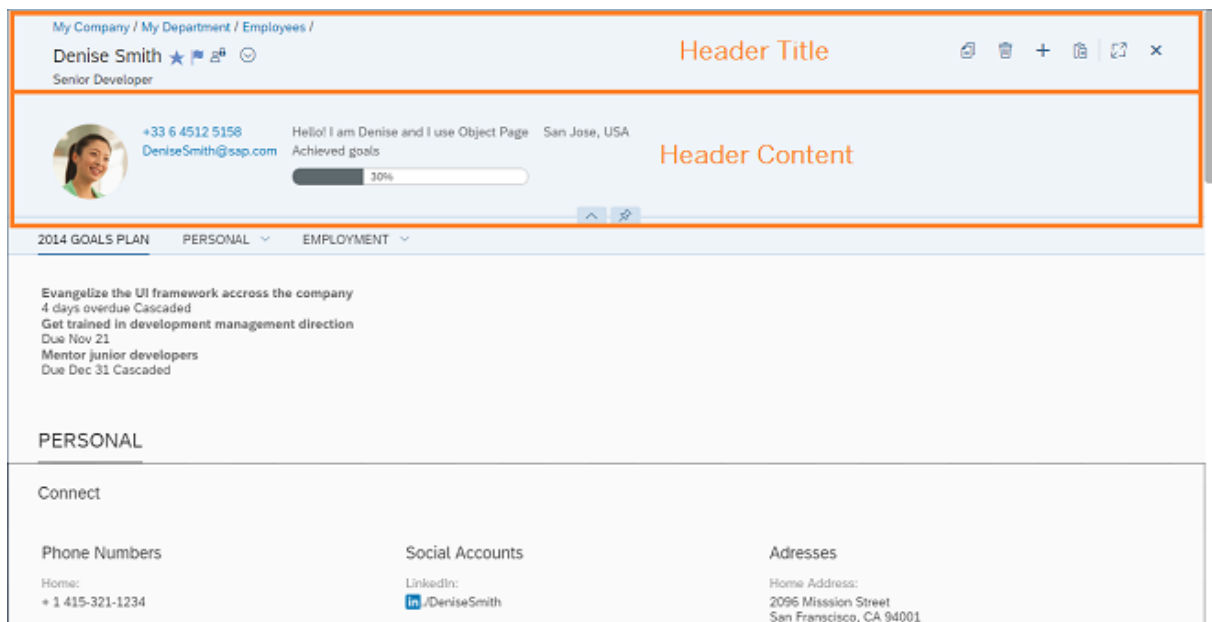 My Company / My Department / Employees /
Denise Smith
Header Title
Senior Developer
+33 6 4512 5158
Hello! I am Denise and I use Object Page
San Jose, USA
DeniseSmith@sap.com
Achieved goals
Header Content
30%
2014 GOALS PLAN
PERSONAL
EMPLOYMENT
Evangelize the UI framework accross the company
4 days overdue Cascaded
Get trained in development management direction
Due Nov 21
Mentor junior developers
Due Dec 31 Cascaded
PERSONAL
Connect
Phone Numbers
Home:
+ 1 415-321-1234
Social Accounts
LinkedIn:
in /DeniseSmith
Adresses
Home Address:
2096 Misssion Street
San Franscisco, CA 94001